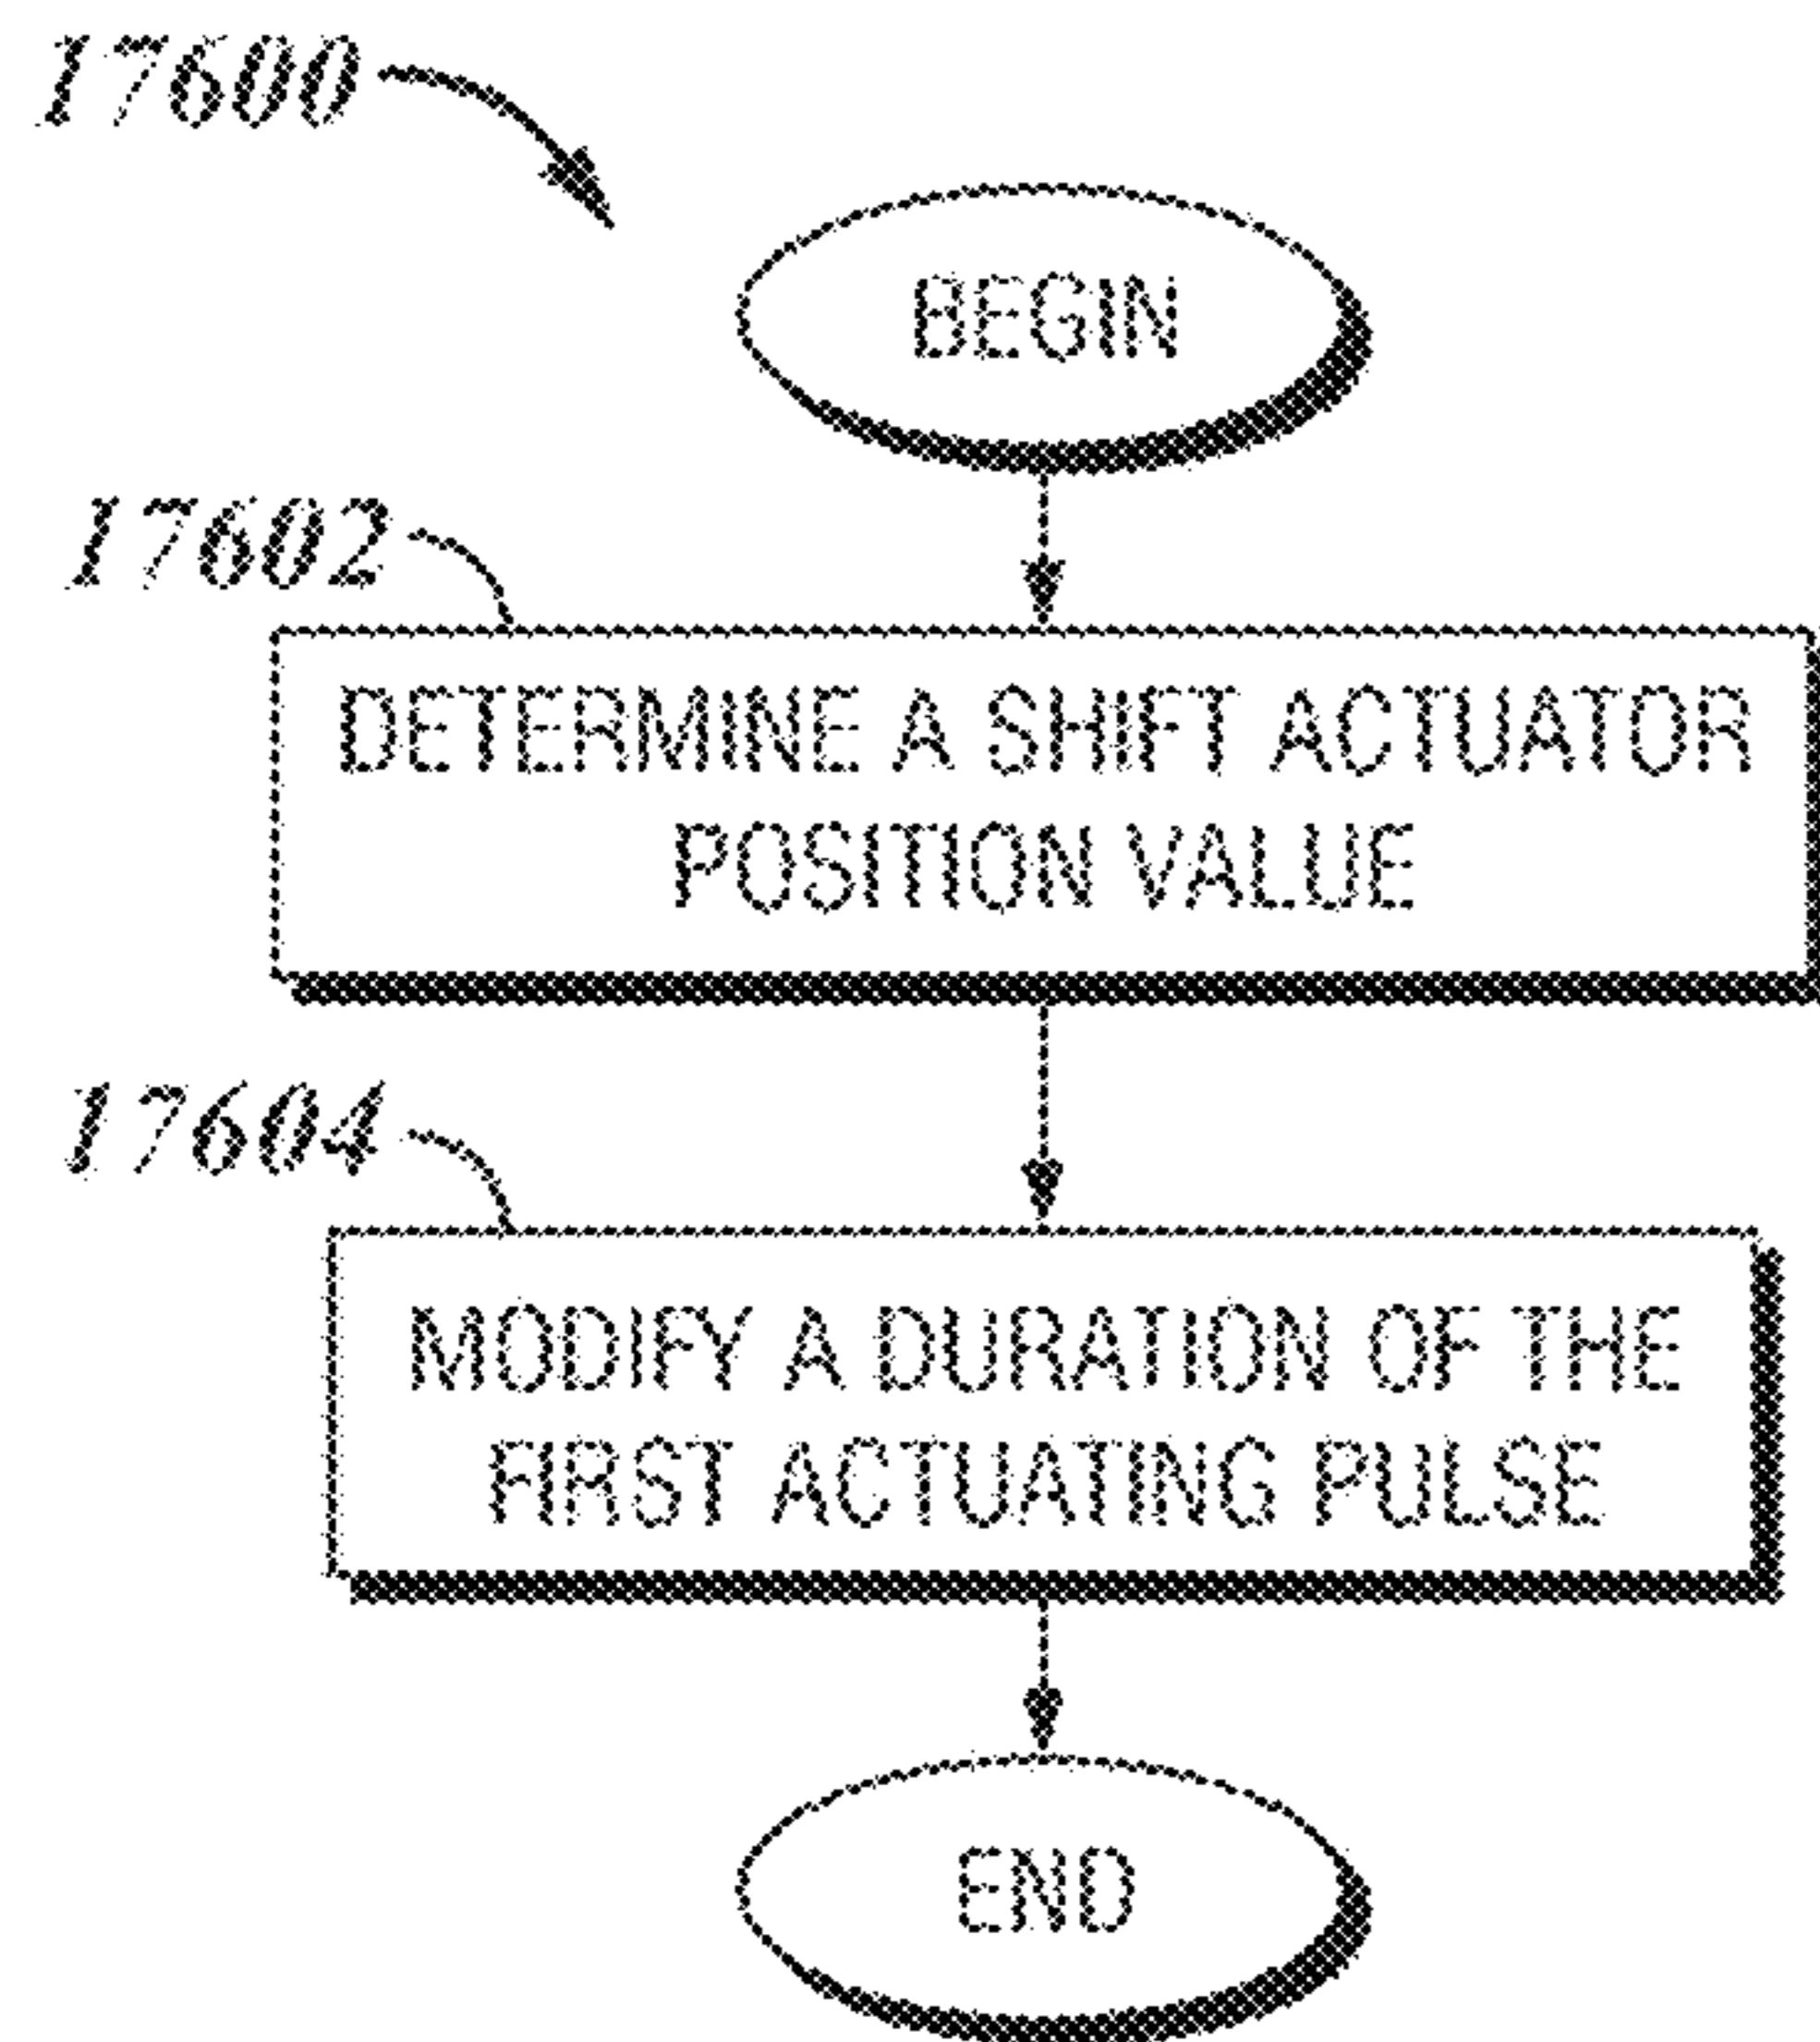 17600
BEGIN
17602
DETERMINE A SHIFT ACTUATOR
POSITION VALUE
17604
MODIFY A DURATION OF THE
FIRST ACTUATING PULSE
END